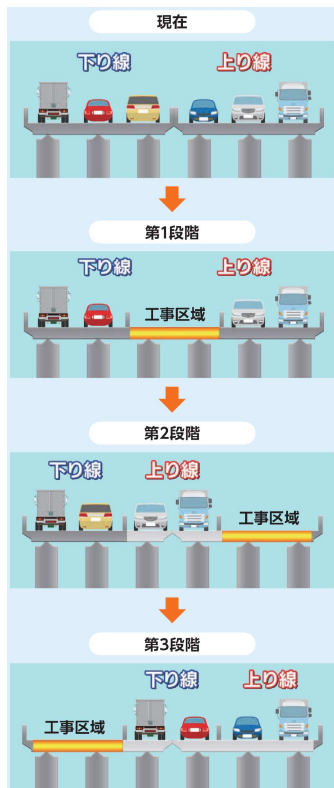 現在
下り線 上り線
第1段階
下り線 上り線
工事区域
第2段階
下り線 上り線
工事区域
第3段階
下り線 上り線
工事区域